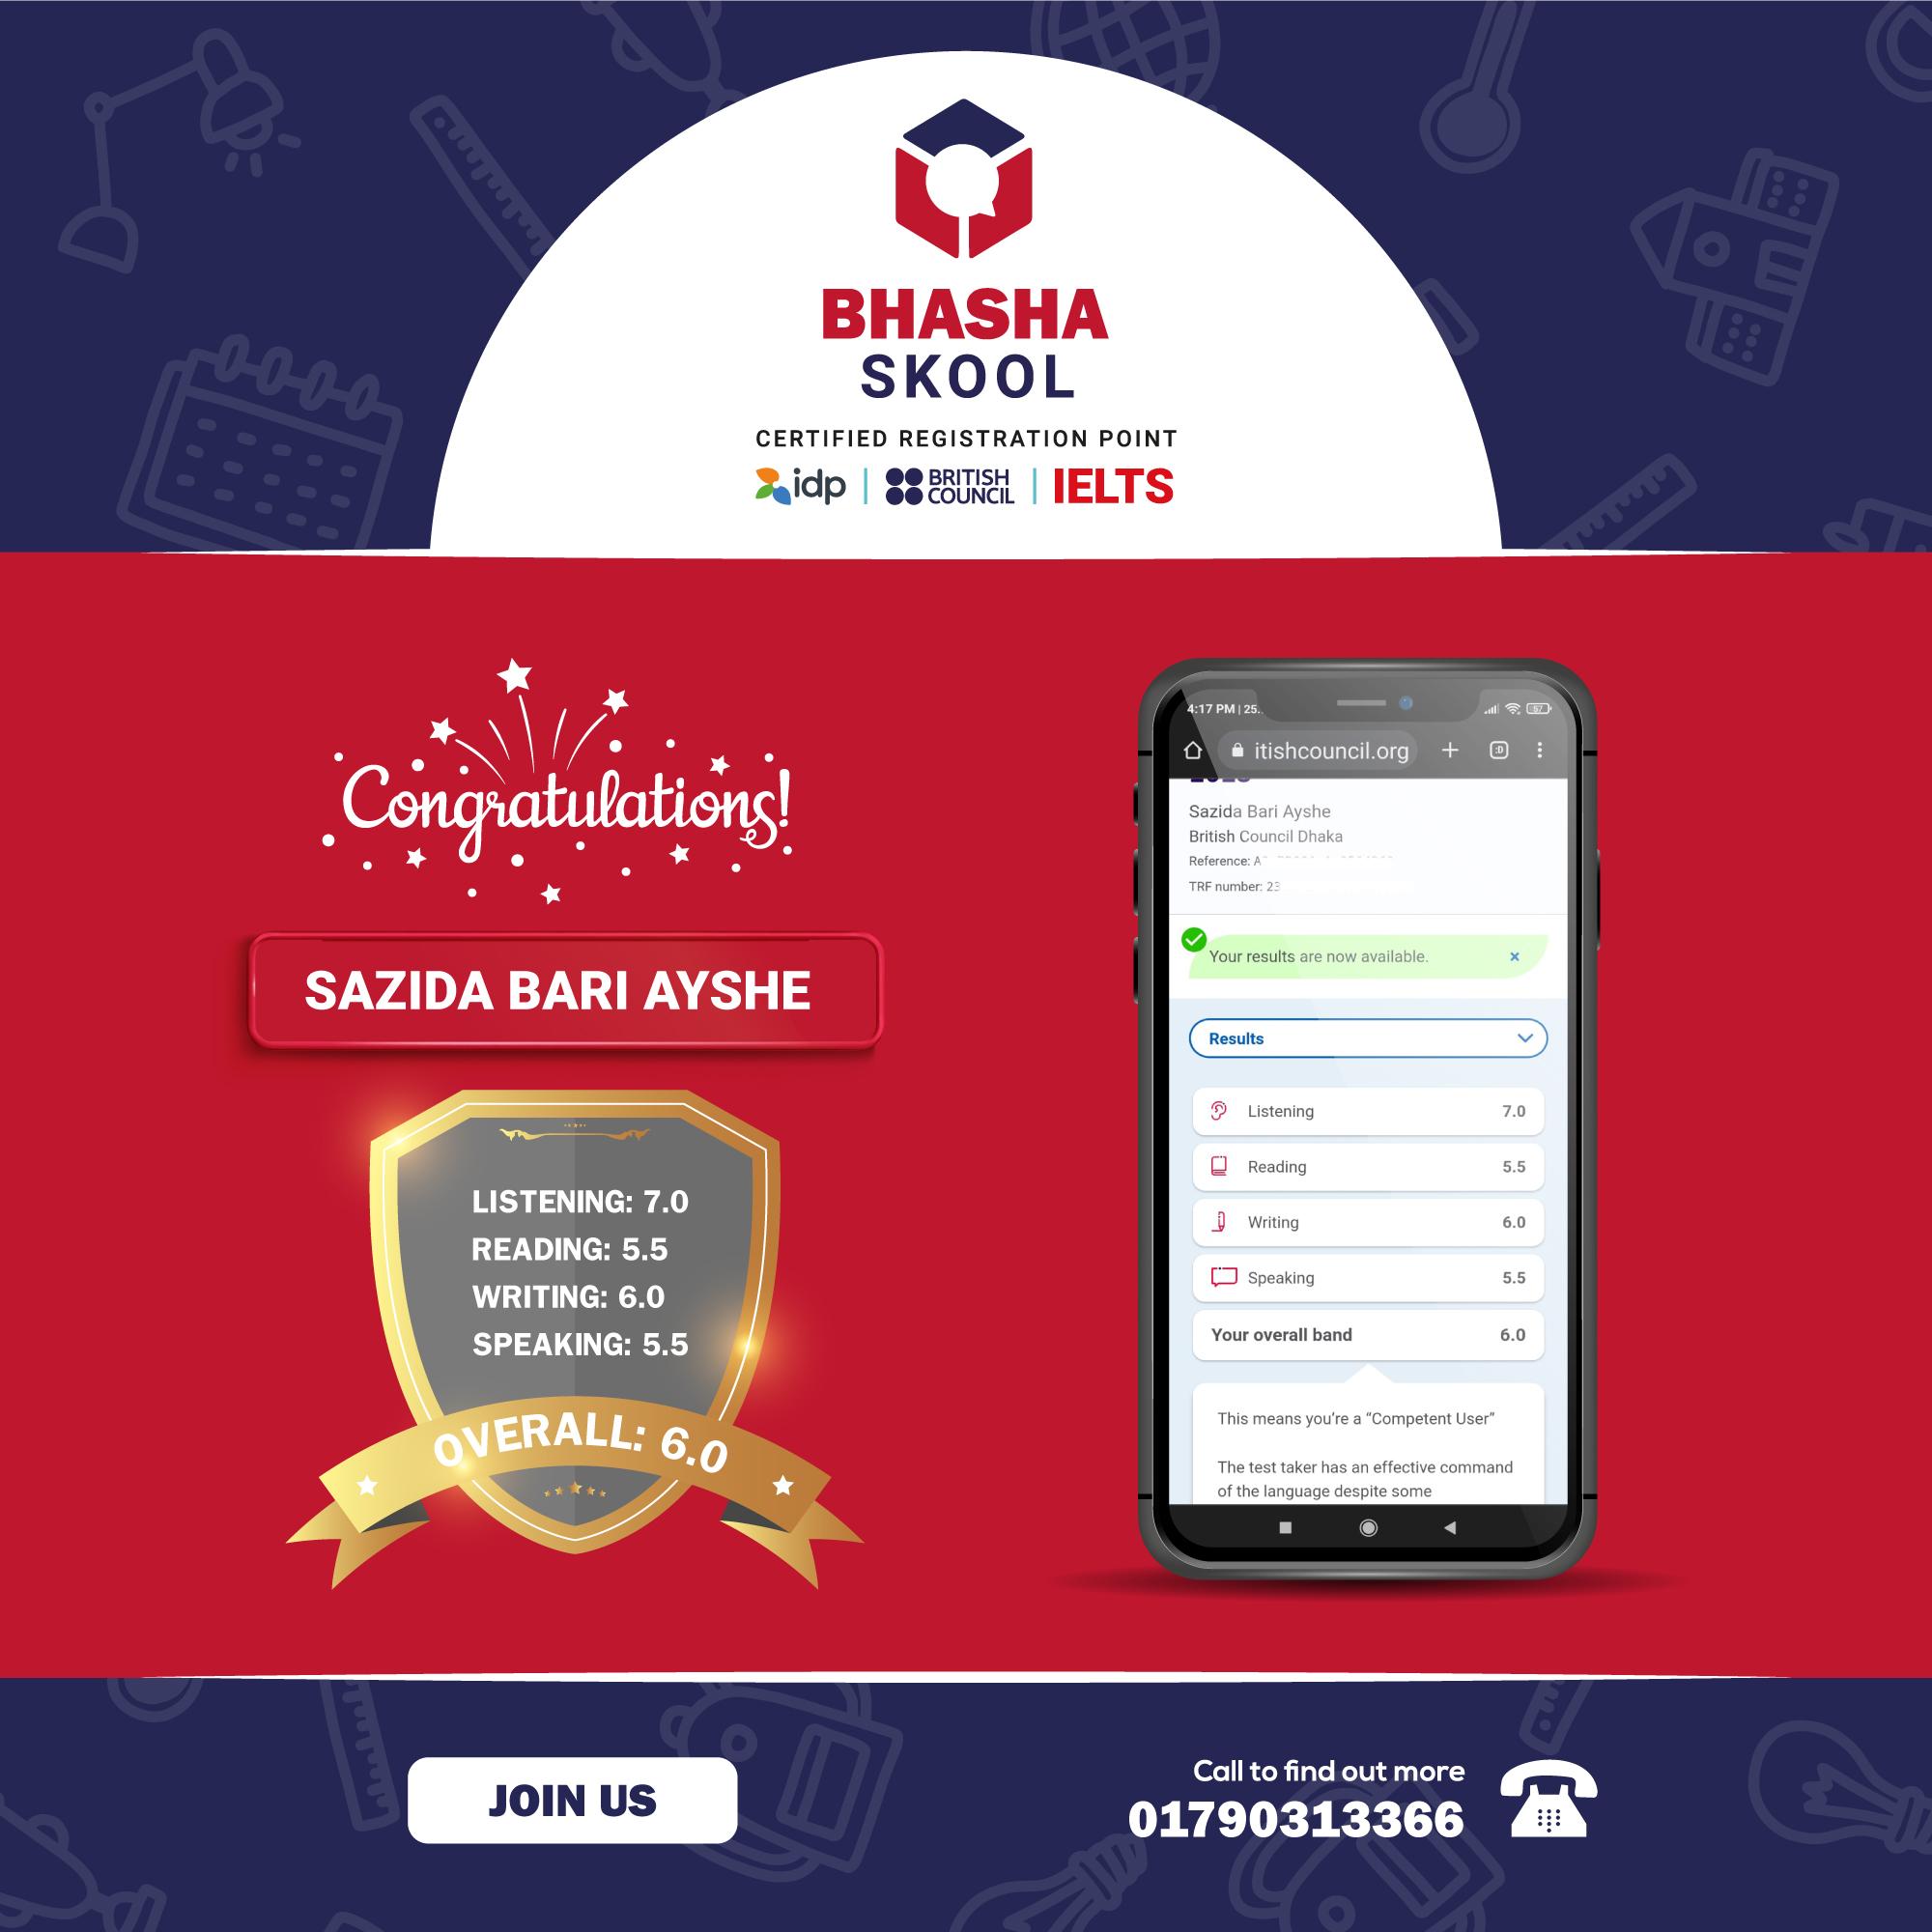 BHASHA
SKOOL
CERTIFIED REGISTRATION POINT
idp | BRITISH COUNCIL | IELTS
Congratulations!
SAZIDA BARI AYSHE
LISTENING: 7.0
READING: 5.5
WRITING: 6.0
SPEAKING: 5.5
OVERALL: 6.0
4:17 PM | 25.
57
itishcouncil.org
:D
Sazida Bari Ayshe
British Council Dhaka
Reference: A
TRF number: 23
Your results are now available. ×
Results
Listening 7.0
Reading 5.5
Writing 6.0
Speaking 5.5
Your overall band 6.0
This means you're a “Competent User”
The test taker has an effective command
of the language despite some
JOIN US
Call to find out more
01790313366